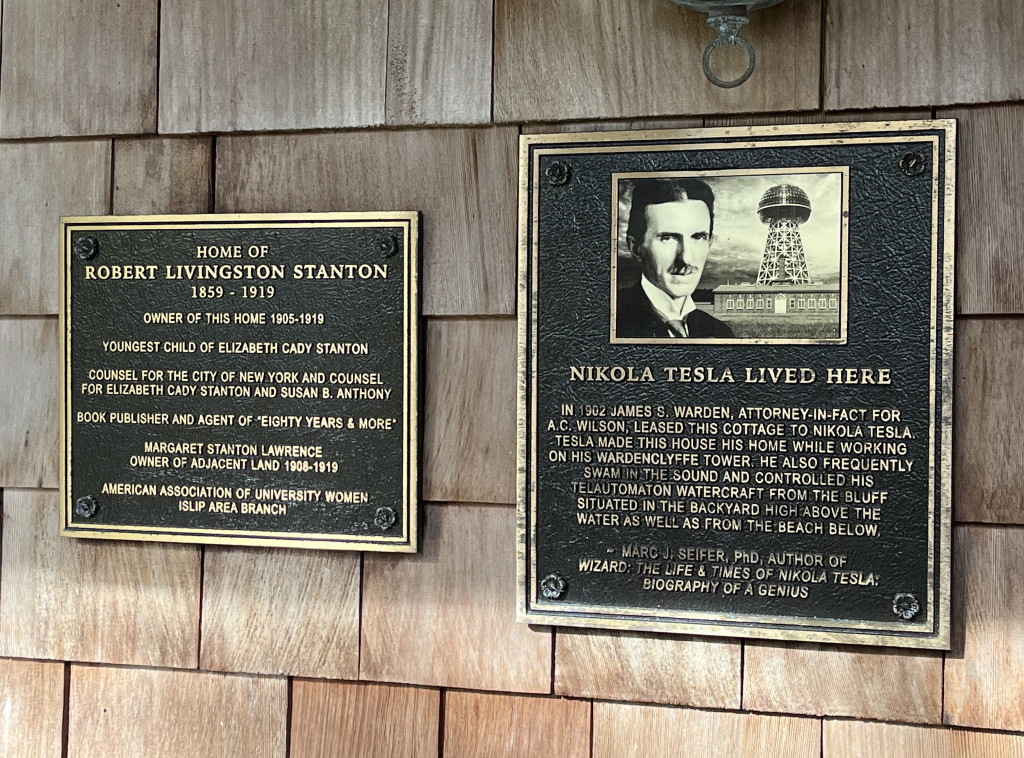 HOME OF
ROBERT LIVINGSTON STANTON
1859 - 1919
OWNER OF THIS HOME 1905-1919
YOUNGEST CHILD OF ELIZABETH CADY STANTON
COUNSEL FOR THE CITY OF NEW YORK AND COUNSEL
FOR ELIZABETH CADY STANTON AND SUSAN B. ANTHONY
BOOK PUBLISHER AND AGENT OF "EIGHTY YEARS & MORE"
MARGARET STANTON LAWRENCE
OWNER OF ADJACENT LAND 1908-1919
AMERICAN ASSOCIATION OF UNIVERSITY WOMEN
ISLIP AREA BRANCH
NIKOLA TESLA LIVED HERE
IN 1902 JAMES S. WARDEN, ATTORNEY-IN-FACT FOR
A.C. WILSON, LEASED THIS COTTAGE TO NIKOLA TESLA.
TESLA MADE THIS HOUSE HIS HOME WHILE WORKING
ON HIS WARDENCLYFFE TOWER. HE ALSO FREQUENTLY
SWAM IN THE SOUND AND CONTROLLED HIS
TELAUTOMATON WATERCRAFT FROM THE BLUFF
SITUATED IN THE BACKYARD HIGH ABOVE THE
WATER AS WELL AS FROM THE BEACH BELOW.
~ MARC J. SEIFER, PhD, AUTHOR OF
WIZARD: THE LIFE & TIMES OF NIKOLA TESLA:
BIOGRAPHY OF A GENIUS